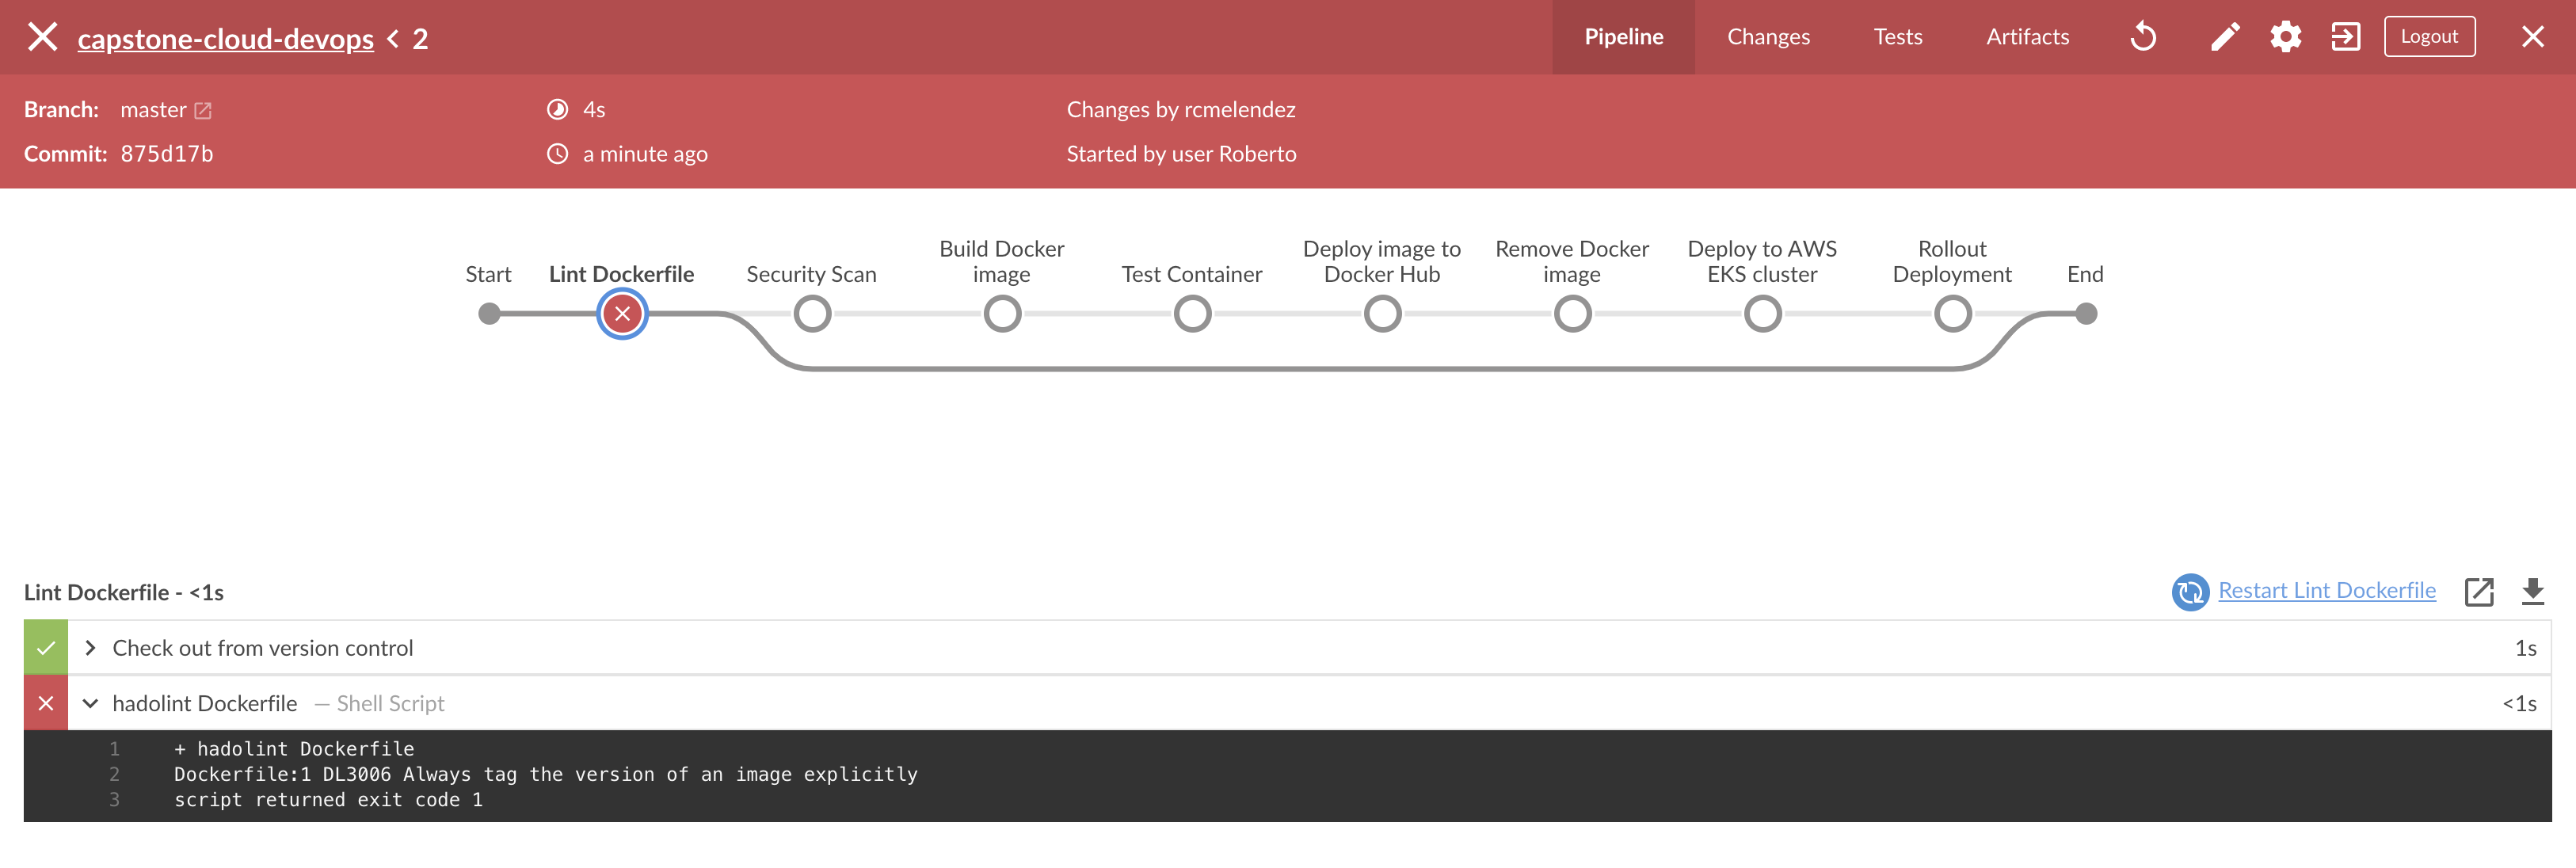 capstone-cloud-devops < 2
Pipeline Changes Tests Artifacts Logout
Branch: master 4s Changes by rcmelendez
Commit: 875d17b a minute ago Started by user Roberto
Start
Lint Dockerfile
Security Scan
Build Docker
image
Test Container
Deploy image to
Docker Hub
Remove Docker
image
Deploy to AWS
EKS cluster
Rollout
Deployment
End
Lint Dockerfile - <1s Restart Lint Dockerfile
Check out from version control 1s
hadolint Dockerfile — Shell Script <1s
1 + hadolint Dockerfile
2 Dockerfile:1 DL3006 Always tag the version of an image explicitly
3 script returned exit code 1